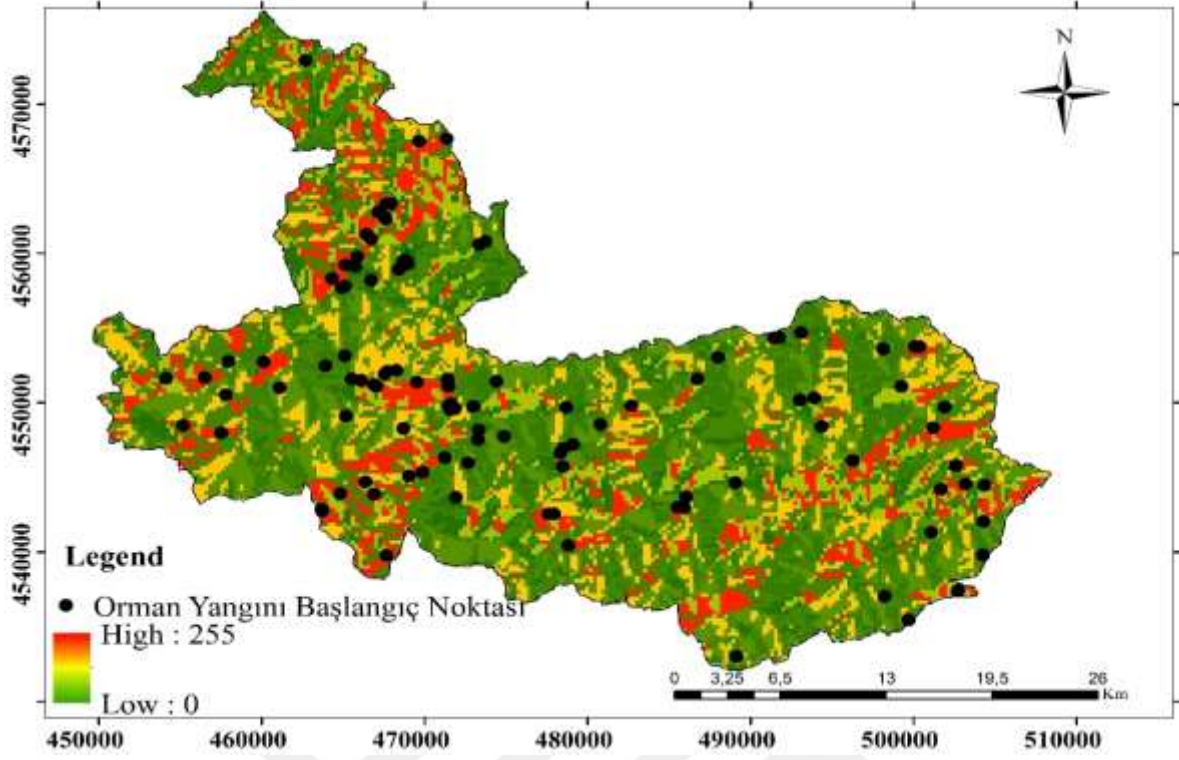 N
4570000
4560000
4550000
4540000
Legend
Orman Yangını Başlangıç Noktası
High : 255
Low : 0
0 3,25 6,5 13 19,5 26
Km
450000 460000 470000 480000 490000 500000 510000